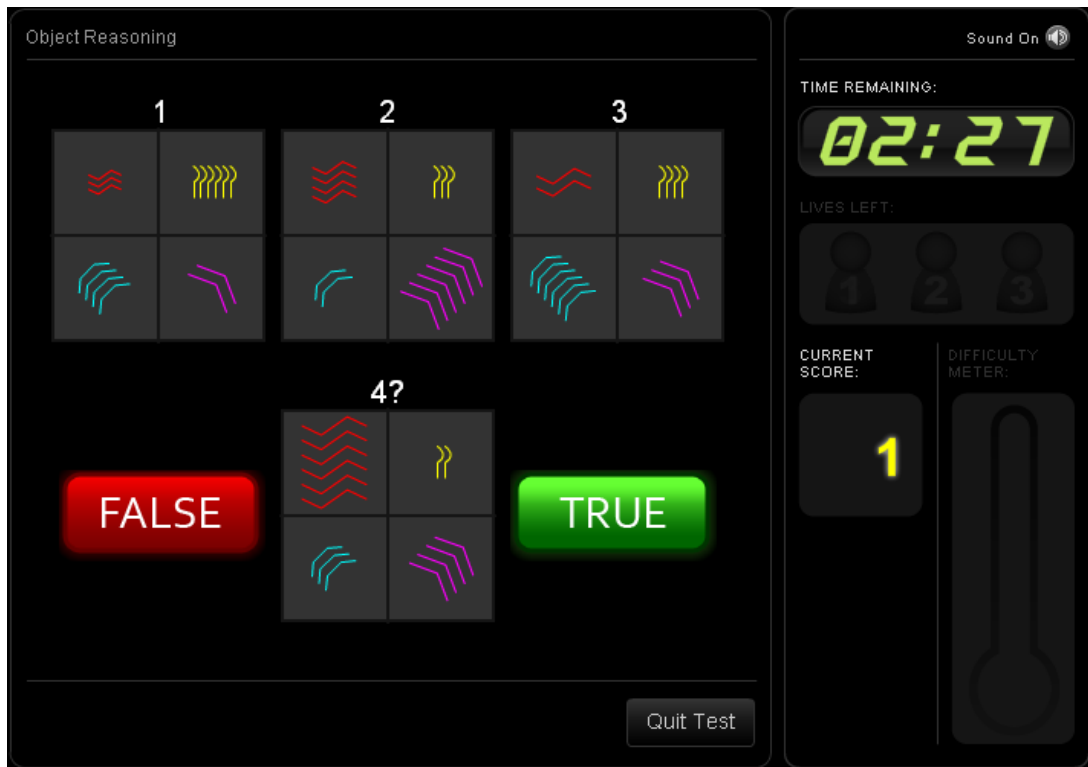 Object Reasoning
Sound On
1
2
3
TIME REMAINING:
02:27
LIVES LEFT:
1
2
3
4?
FALSE
TRUE
CURRENT
SCORE:
1
DIFFICULTY
METER:
Quit Test